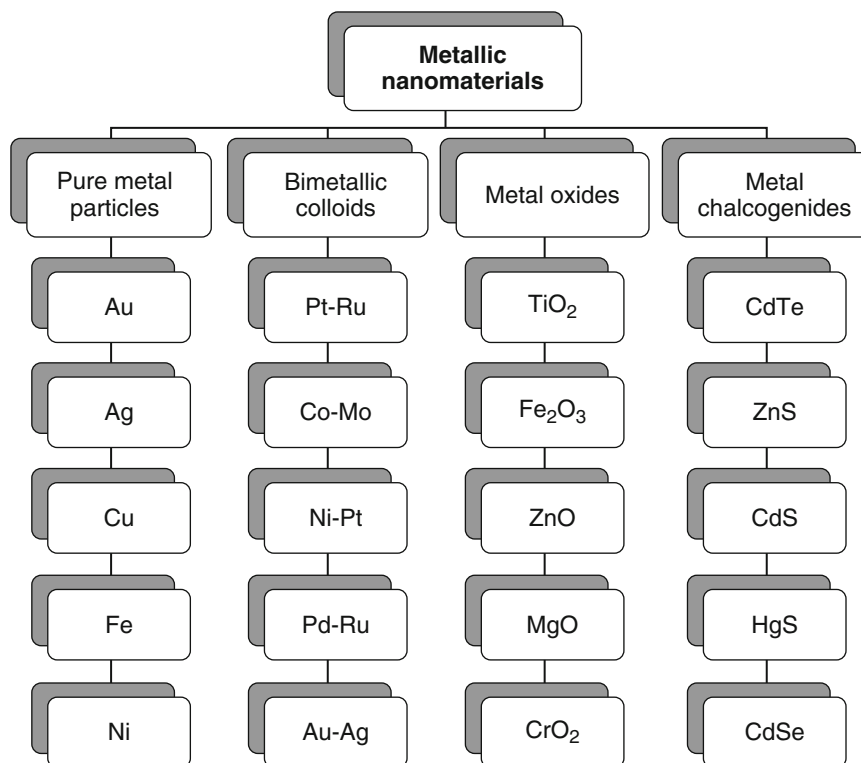 Metallic
nanomaterials
Pure metal
particles
Bimetallic
colloids
Metal oxides
Metal
chalcogenides
Au
Pt-Ru
TiO₂
CdTe
Ag
Co-Mo
Fe₂O₃
ZnS
Cu
Ni-Pt
ZnO
CdS
Fe
Pd-Ru
MgO
HgS
Ni
Au-Ag
CrO₂
CdSe